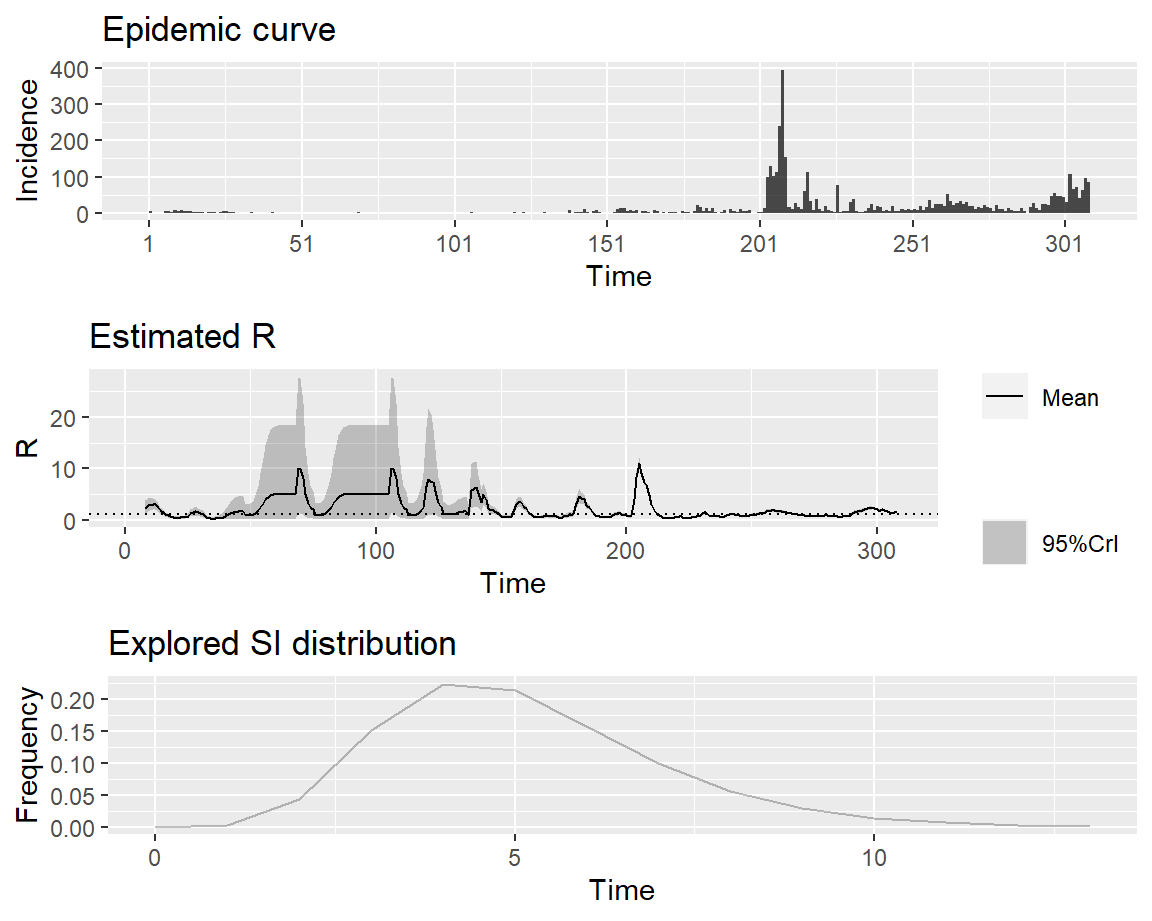 Epidemic curve
400
300
200
100
0
Incidence
1 51 101 151 201 251 301
Time
Estimated R
20
10
0
R
0 100 200 300
Time
Mean
95%CrI
Explored SI distribution
0.20
0.15
0.10
0.05
0.00
Frequency
0 5 10
Time